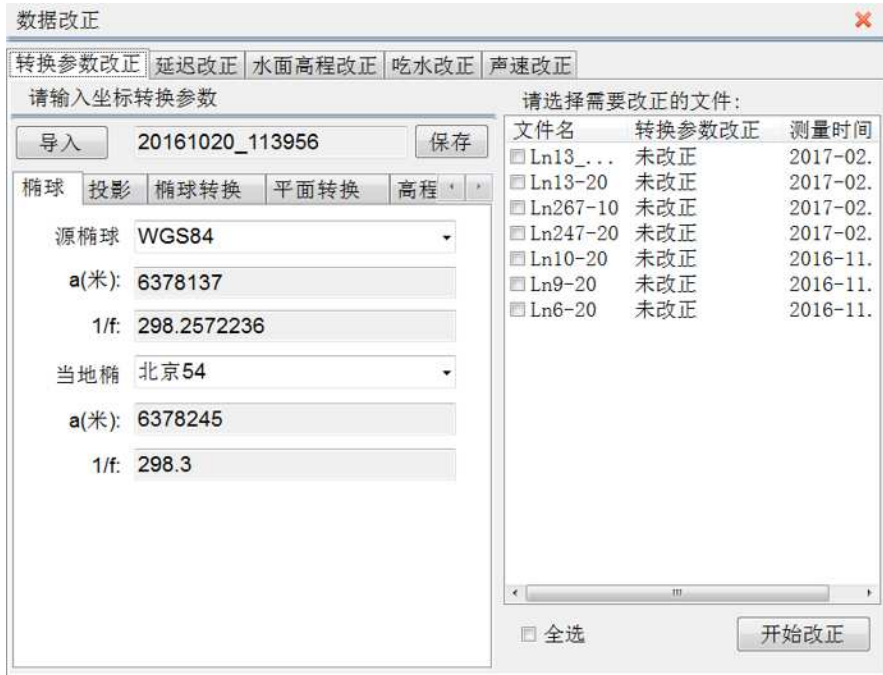 数据改正
转换参数改正 延迟改正 水面高程改正 吃水改正 声速改正
请输入坐标转换参数
导入 20161020_113956 保存
椭球 投影 椭球转换 平面转换 高程
源椭球 WGS84
a(米): 6378137
1/f: 298.2572236
当地椭 北京54
a(米): 6378245
1/f: 298.3
请选择需要改正的文件:
文件名 转换参数改正 测量时间
Ln13_... 未改正 2017-02.
Ln13-20 未改正 2017-02.
Ln267-10 未改正 2017-02.
Ln247-20 未改正 2017-02.
Ln10-20 未改正 2016-11.
Ln9-20 未改正 2016-11.
Ln6-20 未改正 2016-11.
全选 开始改正